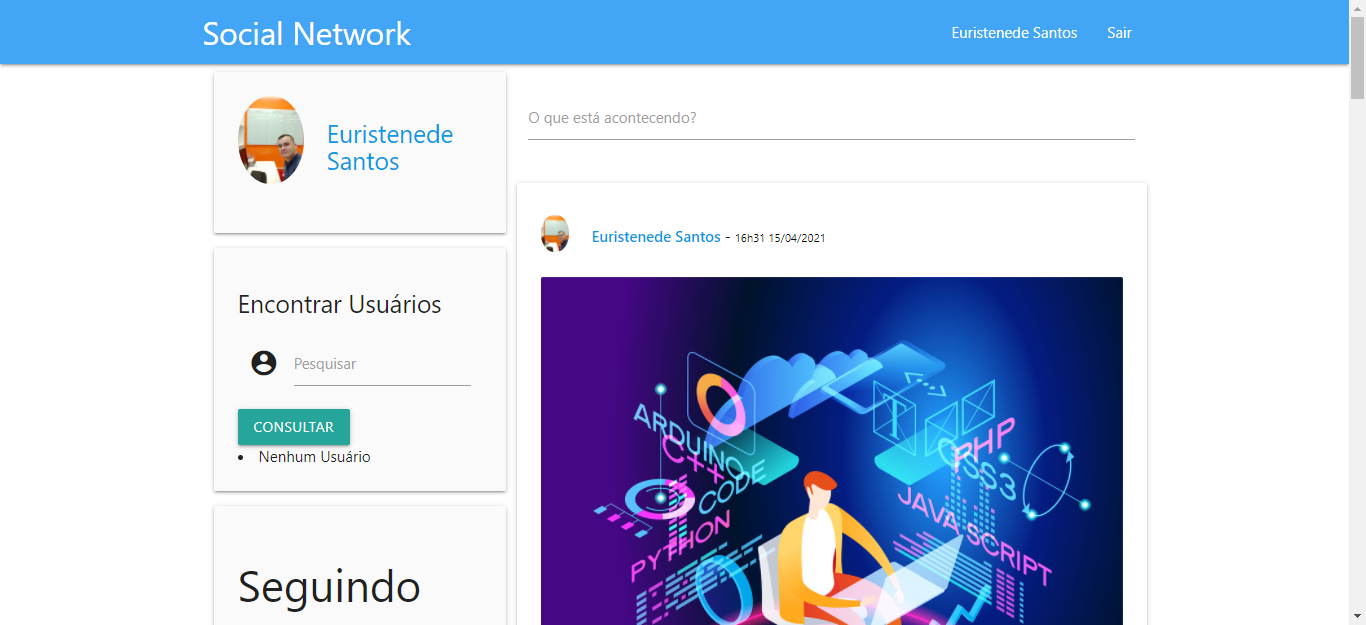 Social Network
Euristenede Santos
Sair
Euristenede
Santos
Encontrar Usuários
Pesquisar
CONSULTAR
Nenhum Usuário
Seguindo
O que está acontecendo?
Euristenede Santos - 16h31 15/04/2021
ARDUINO
C++
CODE
PYTHON
PHP
CSS3
JAVA SCRIPT